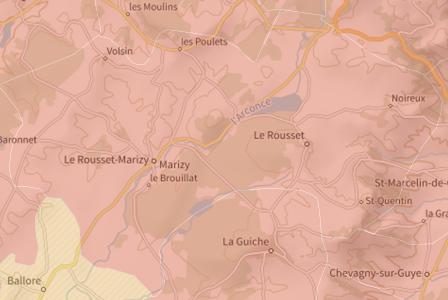 les Moulins
les Poulets
Volsin
Noireux
l'Arconce
Le Rousset
Baronnet
Le Rousset-Marizy
Marizy
le Brouillat
St-Marcelin-de-
St-Quentin
la Gra
La Guiche
Chevagny-sur-Guye
Ballore